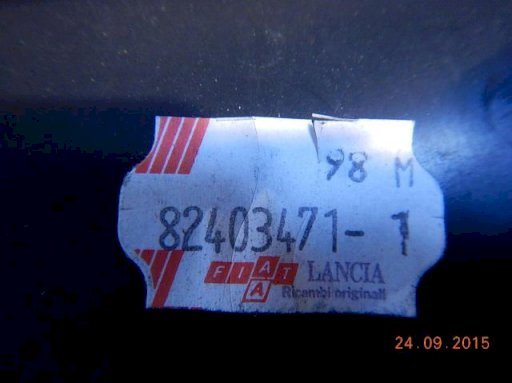 98 M
82403471- 1
FIAT LANCIA
A Ricambi originali
24.09.2015